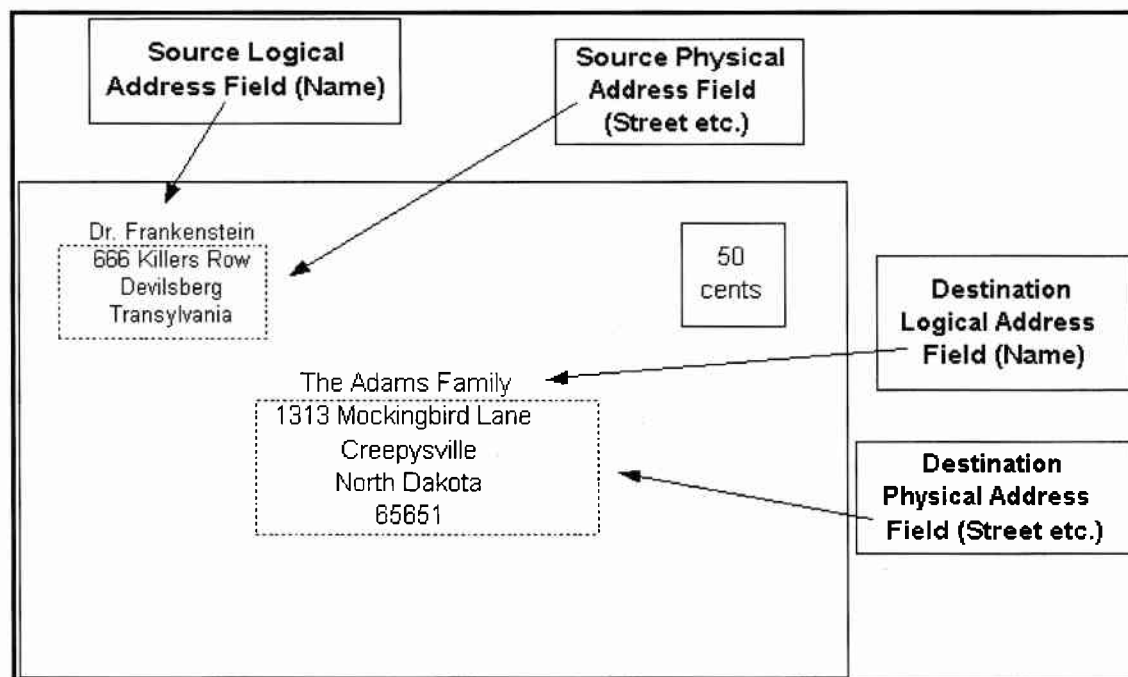 Source Logical
Address Field (Name)
Source Physical
Address Field
(Street etc.)
Dr. Frankenstein
666 Killers Row
Devilsberg
Transylvania
50
cents
Destination
Logical Address
Field (Name)
The Adams Family
1313 Mockingbird Lane
Creepysville
North Dakota
65651
Destination
Physical Address
Field (Street etc.)